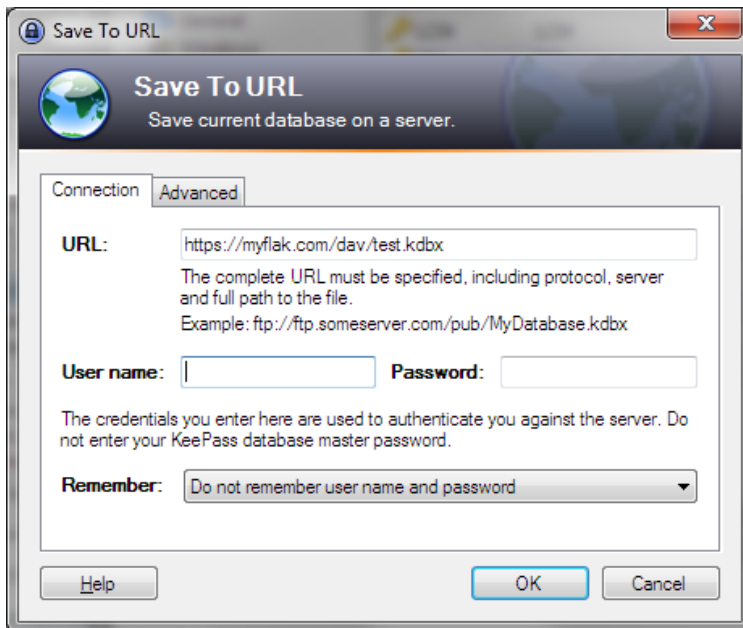 Save To URL
Save To URL
Save current database on a server.
Connection
Advanced
URL:
https://myflak.com/dav/test.kdbx
The complete URL must be specified, including protocol, server
and full path to the file.
Example: ftp://ftp.someserver.com/pub/MyDatabase.kdbx
User name:
Password:
The credentials you enter here are used to authenticate you against the server. Do
not enter your KeePass database master password.
Remember:
Do not remember user name and password
Help
OK
Cancel